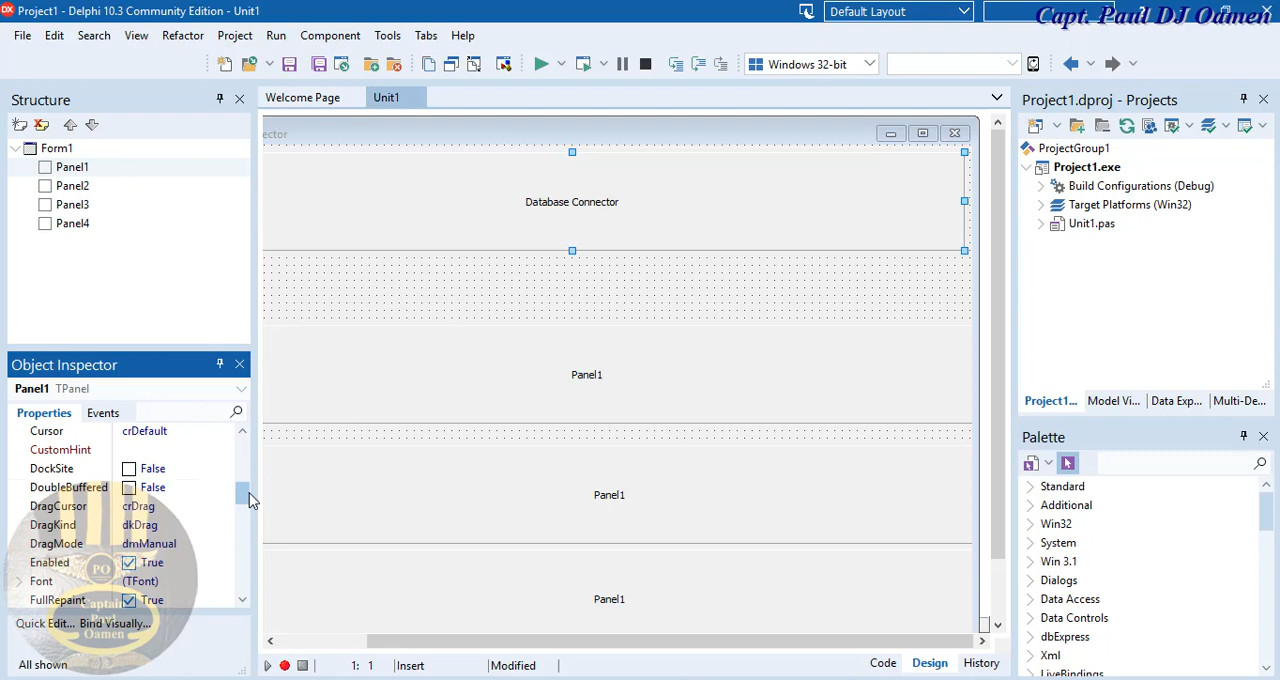 Project1 - Delphi 10.3 Community Edition - Unit1
Default Layout
Capt. Paul DJ Oamen
File Edit Search View Refactor Project Run Component Tools Tabs Help
Windows 32-bit
Structure
Form1
Panel1
Panel2
Panel3
Panel4
Object Inspector
Panel1 TPanel
Properties Events
Cursor crDefault
CustomHint
DockSite False
DoubleBuffered False
DragCursor crDrag
DragKind dkDrag
DragMode dmManual
Enabled True
Font (TFont)
FullRepaint True
Quick Edit... Bind Visually...
All shown
PO
Captain
Paul
Oamen
Welcome Page Unit1
ector
Database Connector
Panel1
Panel1
Panel1
1: 1 Insert Modified
Code Design History
Project1.dproj - Projects
ProjectGroup1
Project1.exe
Build Configurations (Debug)
Target Platforms (Win32)
Unit1.pas
Project1... Model Vi... Data Exp... Multi-De...
Palette
Standard
Additional
Win32
System
Win 3.1
Dialogs
Data Access
Data Controls
dbExpress
Xml
LiveBindings